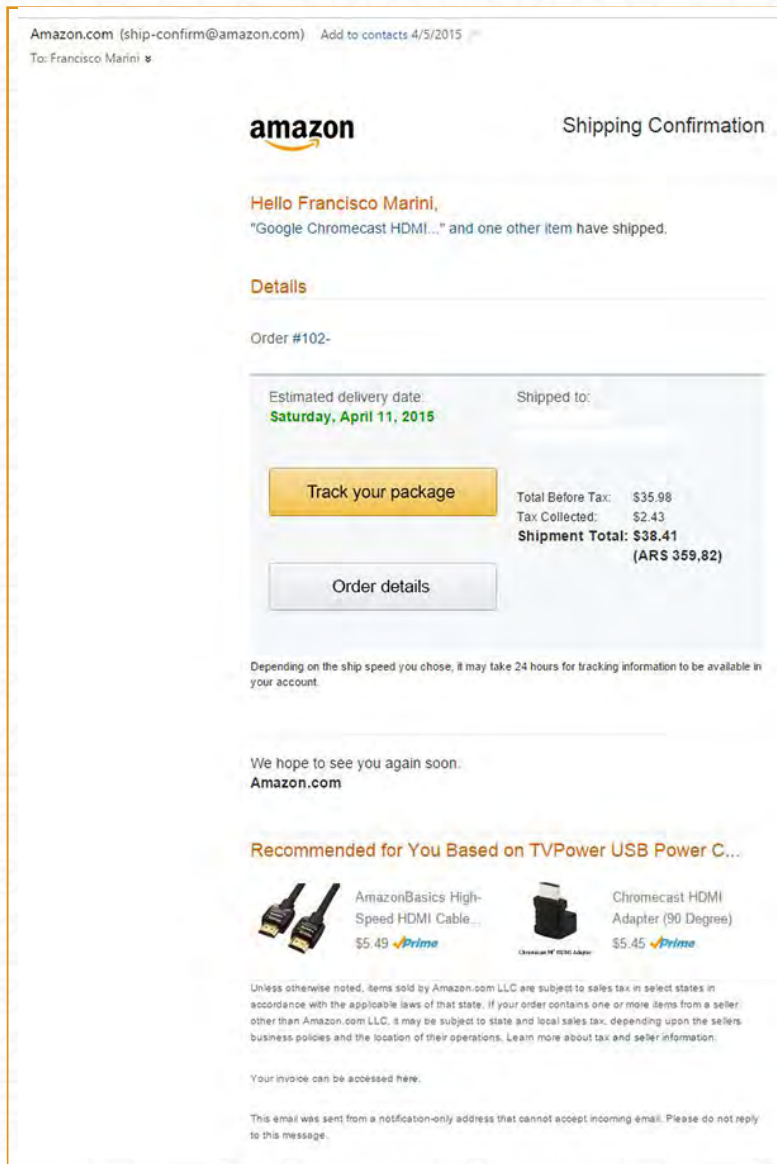 Amazon.com (ship-confirm@amazon.com) Add to contacts 4/5/2015
To: Francisco Marini
amazon
Shipping Confirmation
Hello Francisco Marini,
"Google Chromecast HDMI..." and one other item have shipped.
Details
Order #102-
Estimated delivery date:
Saturday, April 11, 2015
Shipped to:
Track your package
Total Before Tax: $35.98
Tax Collected: $2.43
Shipment Total: $38.41
(ARS 359,82)
Order details
Depending on the ship speed you chose, it may take 24 hours for tracking information to be available in
your account.
We hope to see you again soon.
Amazon.com
Recommended for You Based on TVPower USB Power C...
AmazonBasics High-
Speed HDMI Cable...
$5.49 Prime
Chromecast 90° HDMI Adapter
Chromecast HDMI
Adapter (90 Degree)
$5.45 Prime
Unless otherwise noted, items sold by Amazon.com LLC are subject to sales tax in select states in
accordance with the applicable laws of that state. If your order contains one or more items from a seller
other than Amazon.com LLC, it may be subject to state and local sales tax, depending upon the sellers
business policies and the location of their operations. Learn more about tax and seller information.
Your invoice can be accessed here.
This email was sent from a notification-only address that cannot accept incoming email. Please do not reply
to this message.